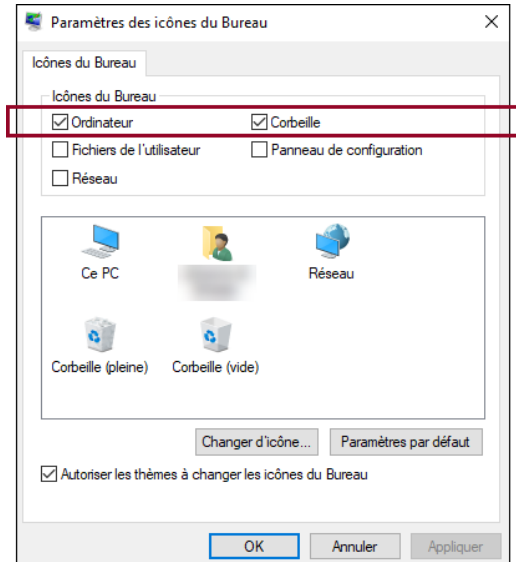 Paramètres des icônes du Bureau
Icônes du Bureau
Icônes du Bureau
Ordinateur Corbeille
Fichiers de l'utilisateur Panneau de configuration
Réseau
Ce PC Réseau
Corbeille (pleine) Corbeille (vide)
Changer d'icône... Paramètres par défaut
Autoriser les thèmes à changer les icônes du Bureau
OK Annuler Appliquer